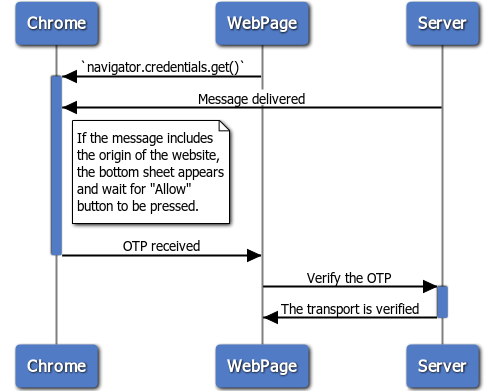 Chrome
WebPage
Server
`navigator.credentials.get()`
Message delivered
If the message includes
the origin of the website,
the bottom sheet appears
and wait for "Allow"
button to be pressed.
OTP received
Verify the OTP
The transport is verified
Chrome
WebPage
Server